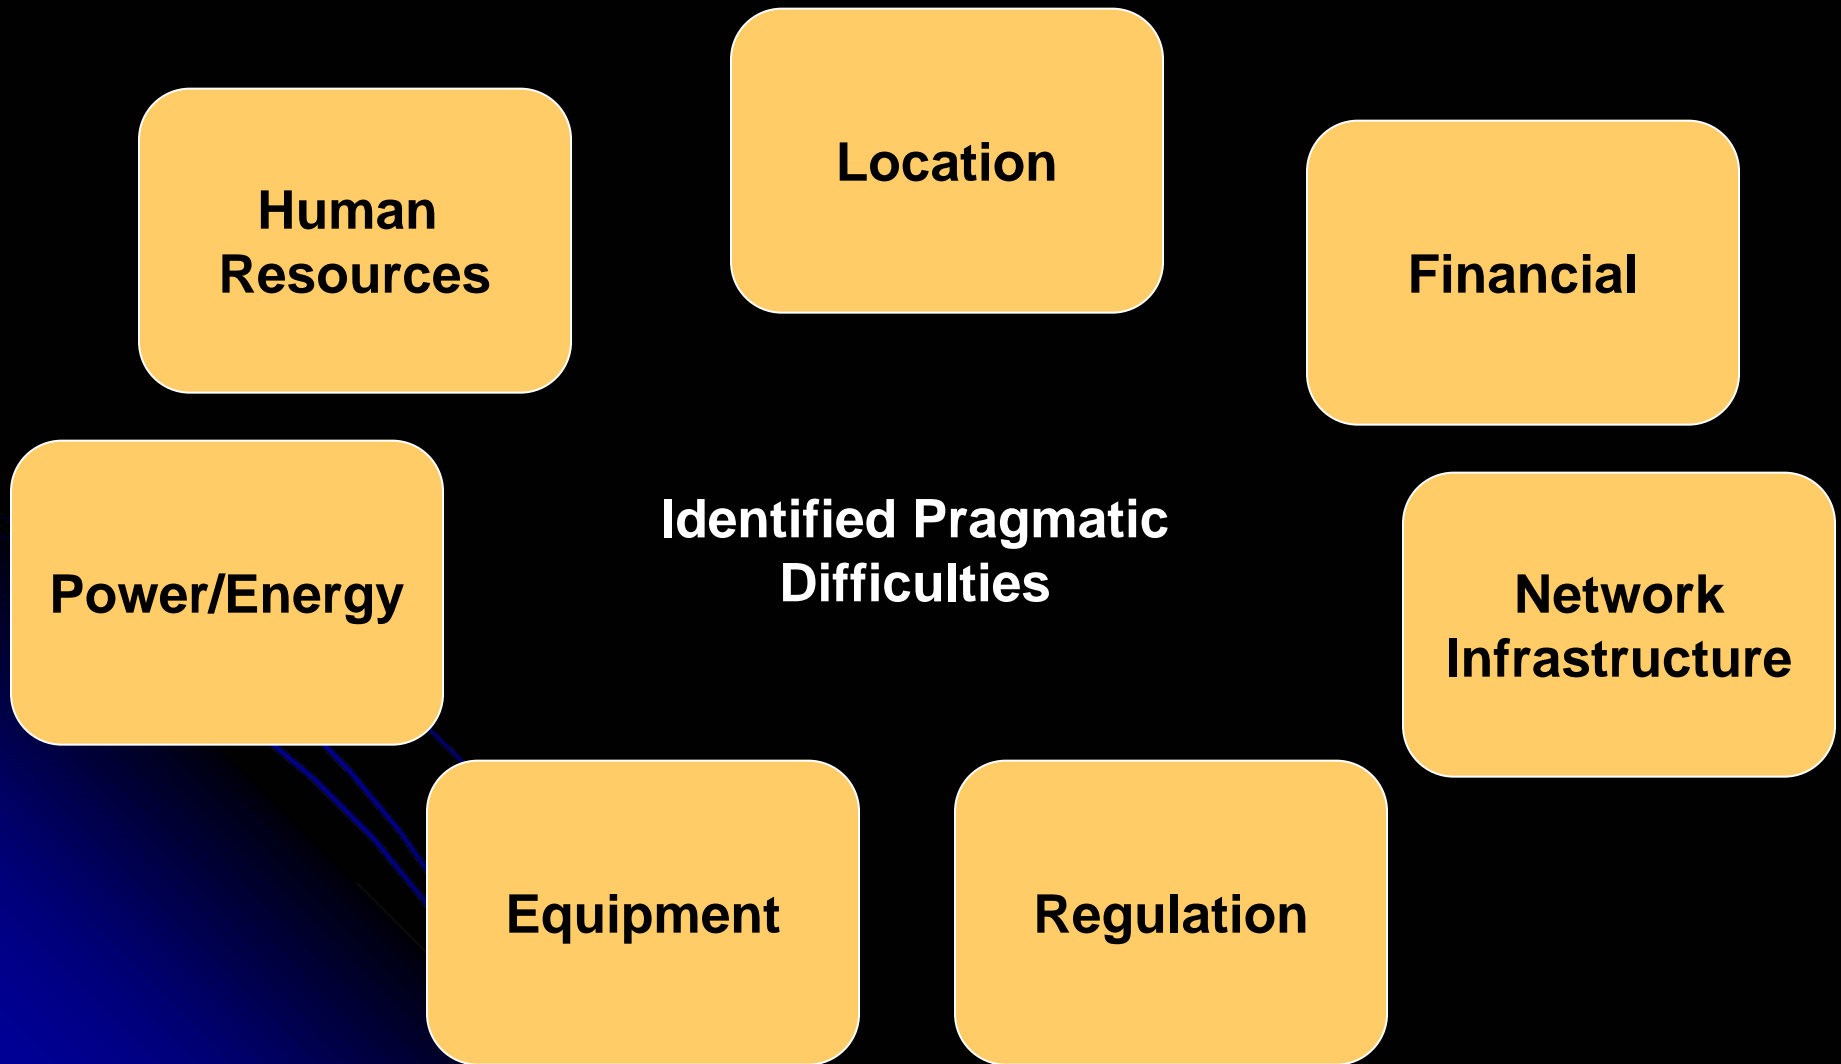 Location
Human
Resources
Financial
Identified Pragmatic
Difficulties
Power/Energy
Network
Infrastructure
Equipment
Regulation